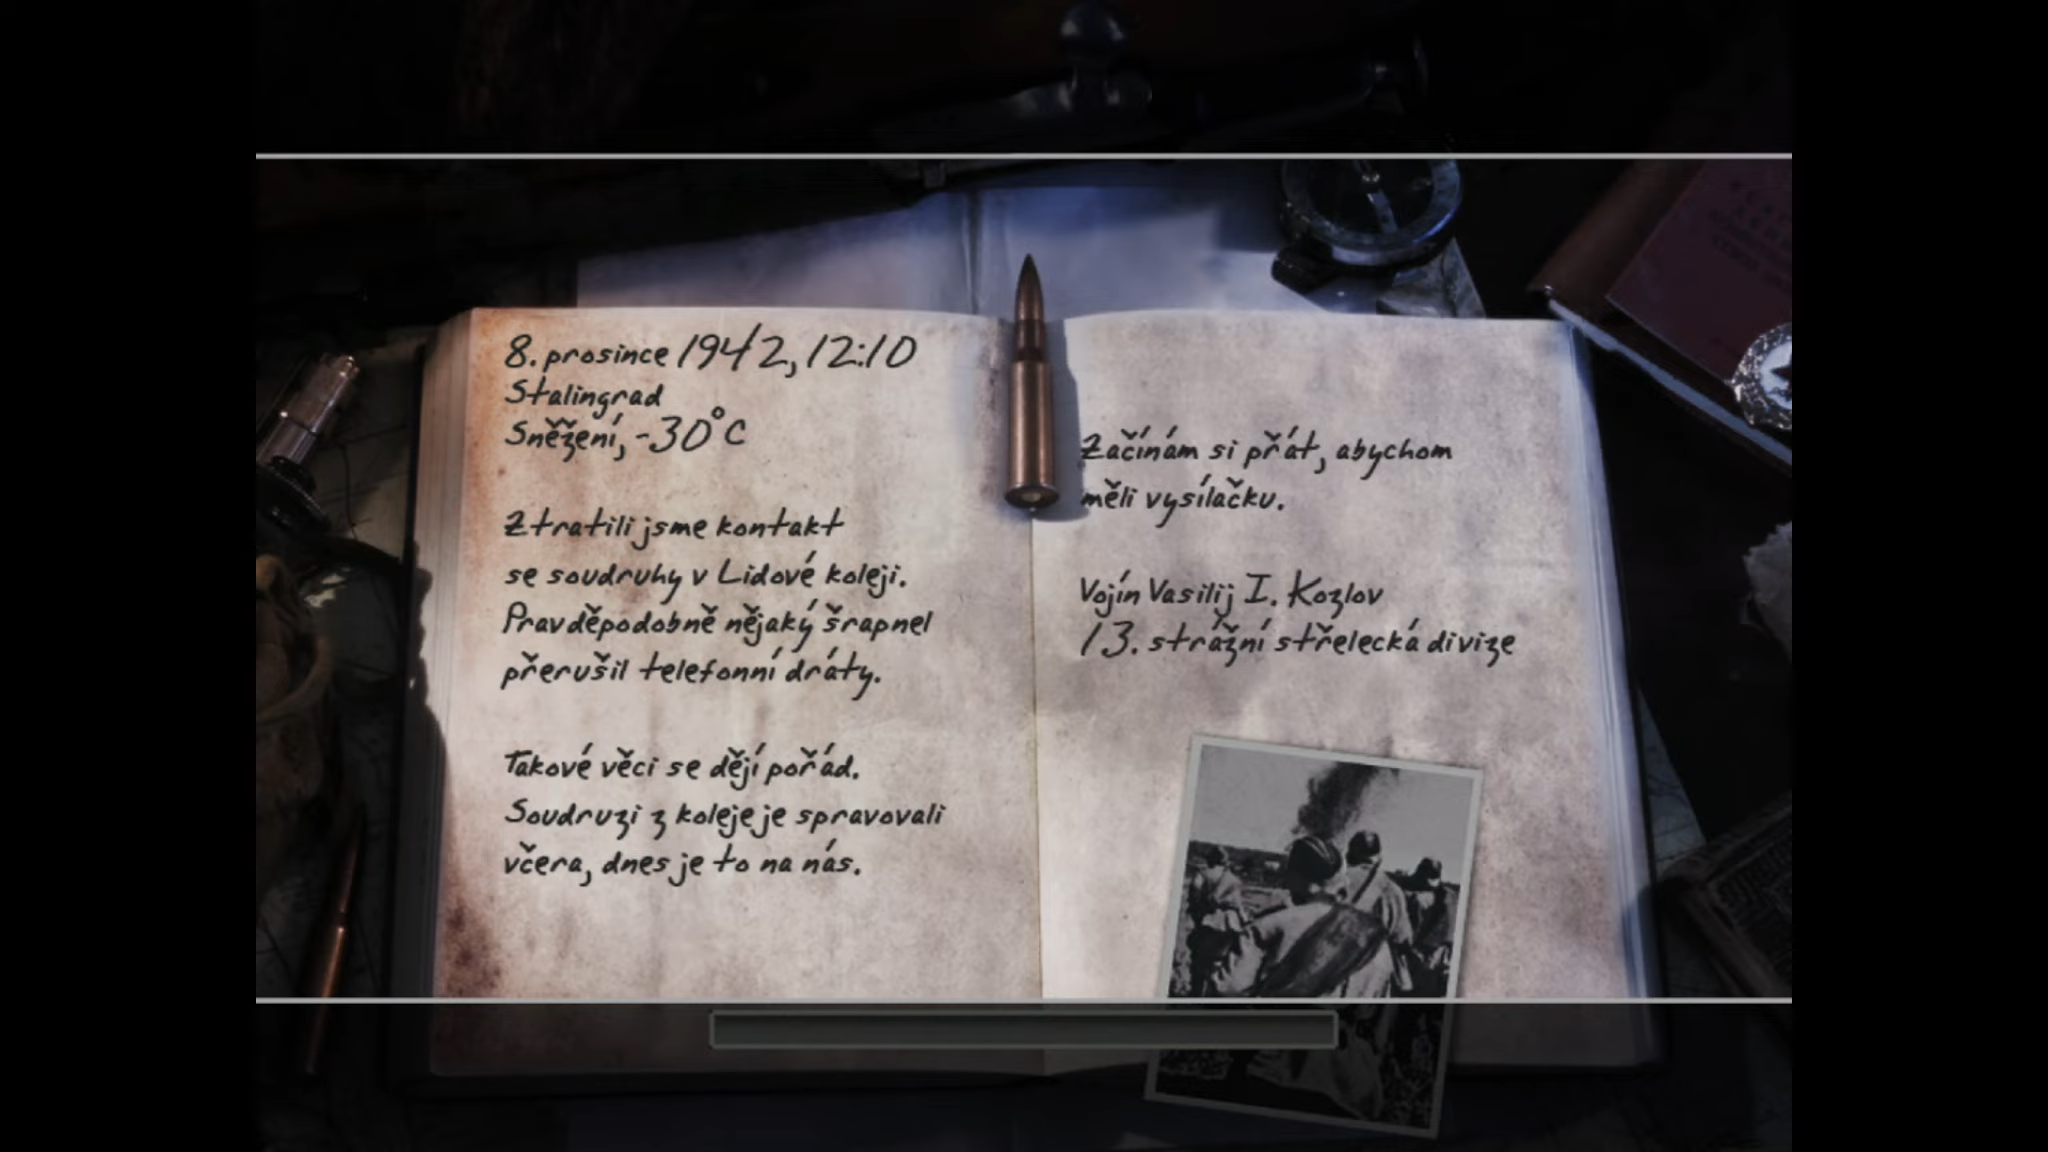 8. prosince 1942, 12:10
Stalingrad
Sněžení, -30°C
Ztratili jsme kontakt
se soudruhy v Lidové koleji.
Pravděpodobně nějaký šrapnel
přerušil telefonní dráty.
Takové věci se dějí pořád.
Soudruzi z koleje je spravovali
včera, dnes je to na nás.
Začínám si přát, abychom
měli vysílačku.
Vojín Vasilij I. Kozlov
13. strážní střelecká divize